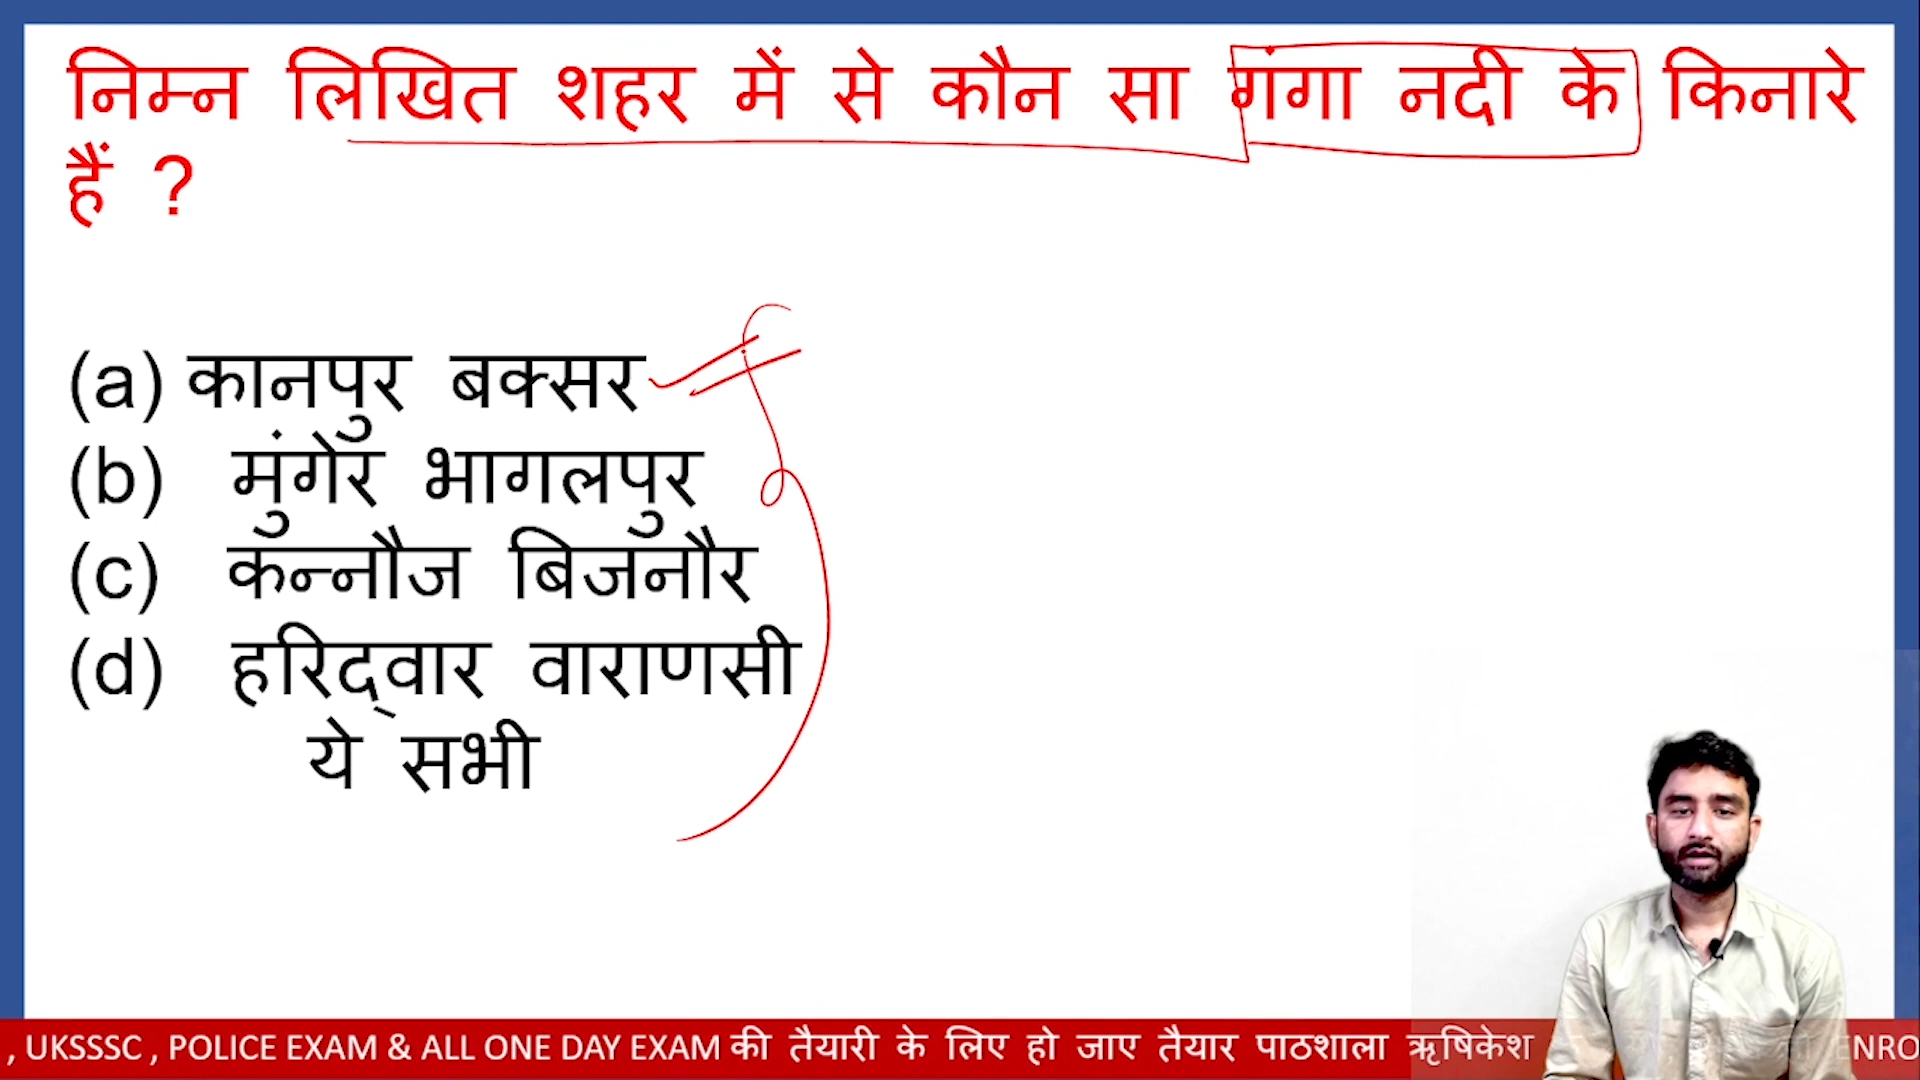 निम्न लिखित शहर में से कौन सा गंगा नदी के किनारे
हैं ?
(a) कानपुर बक्सर
(b) मुंगेर भागलपुर
(c) कन्नौज बिजनौर
(d) हरिद्वार वाराणसी
ये सभी
, UKSSSC , POLICE EXAM & ALL ONE DAY EXAM की तैयारी के लिए हो जाए तैयार पाठशाला ऋषिकेश ENRO